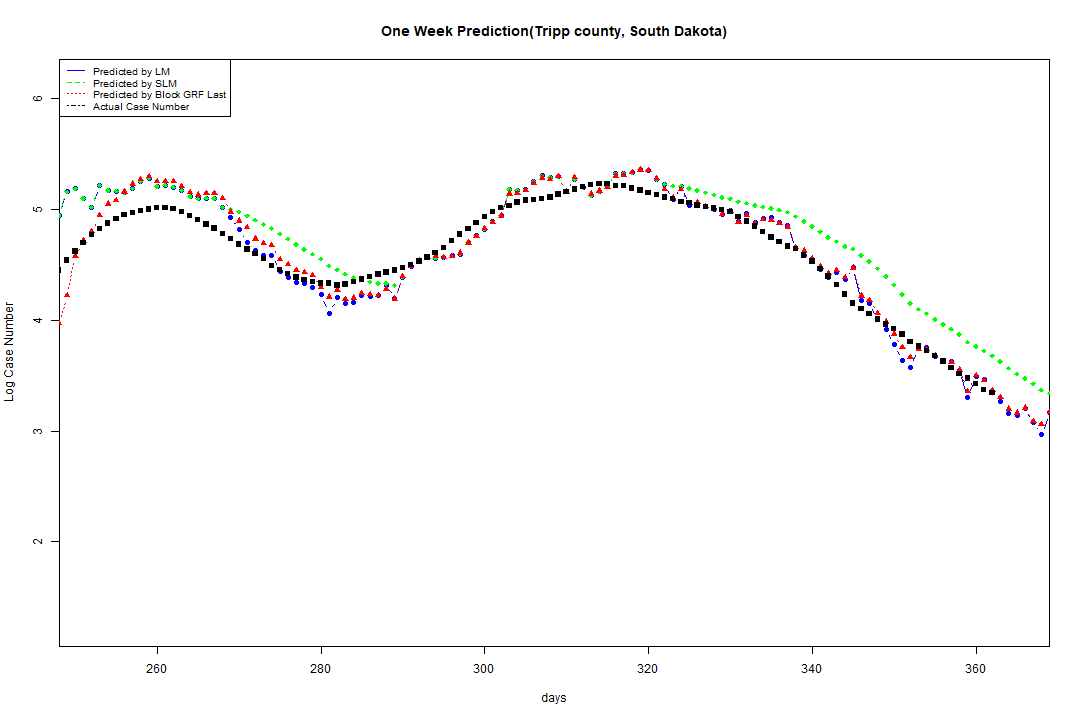 One Week Prediction(Tripp county, South Dakota)
Predicted by LM
Predicted by SLM
Predicted by Block GRF Last
Actual Case Number
6
5
4
3
2
Log Case Number
260 280 300 320 340 360
days